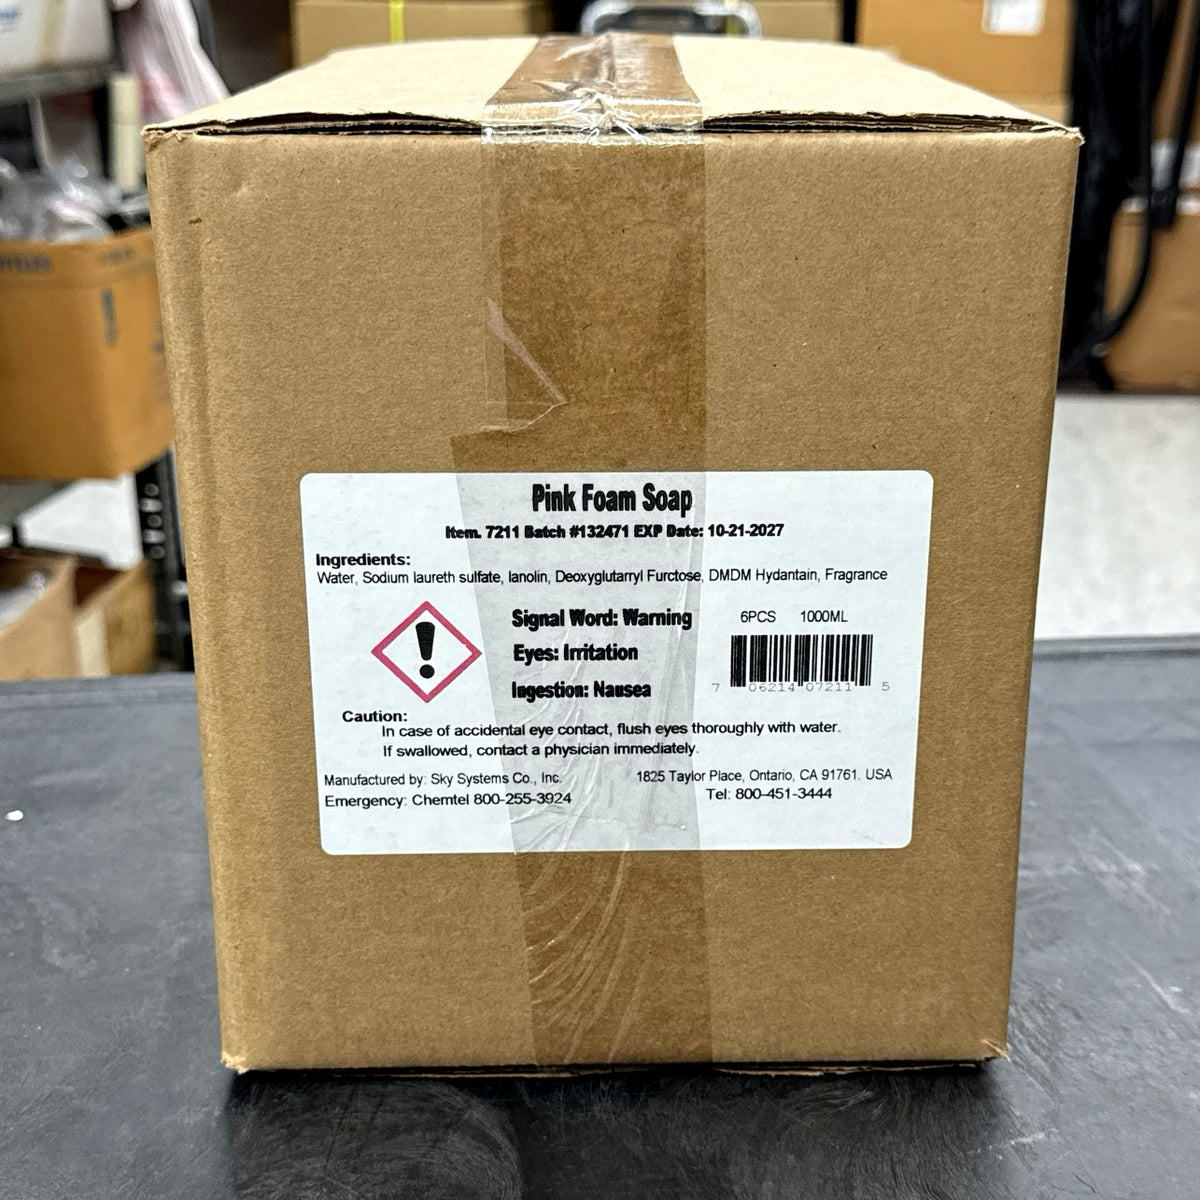 Pink Foam Soap
Item. 7211 Batch #132471 EXP Date: 10-21-2027
Ingredients:
Water, Sodium laureth sulfate, lanolin, Deoxyglutarryl Furctose, DMDM Hydantain, Fragrance
Signal Word: Warning
6PCS 1000ML
Eyes: Irritation
Ingestion: Nausea
7 06214 07211 5
Caution:
In case of accidental eye contact, flush eyes thoroughly with water.
If swallowed, contact a physician immediately.
Manufactured by: Sky Systems Co., Inc. 1825 Taylor Place, Ontario, CA 91761. USA
Emergency: Chemtel 800-255-3924 Tel: 800-451-3444